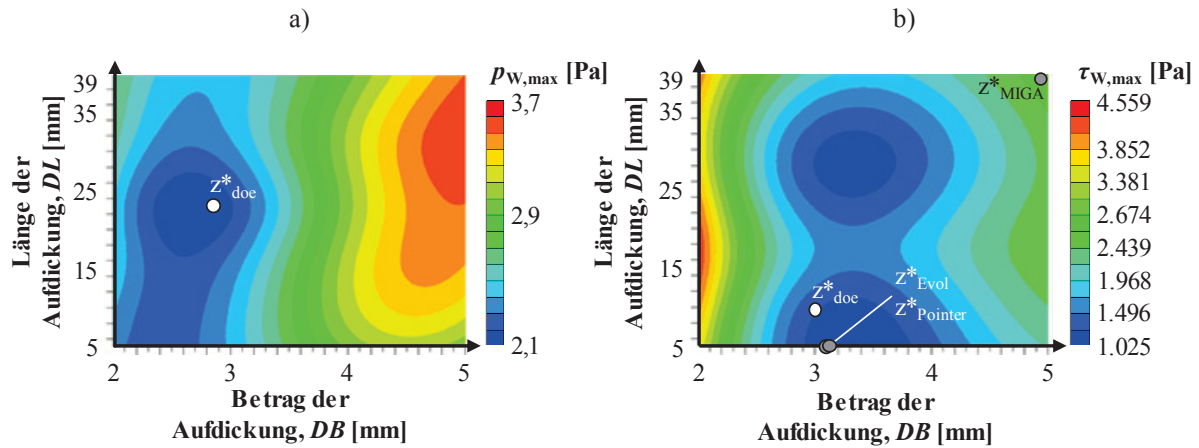 a)
39
35
25
15
5
2
3
4
5
Länge der
Aufdickung, DL [mm]
Betrag der
Aufdickung, DB [mm]
z*doe
pW,max [Pa]
3,7
2,9
2,1
b)
39
35
25
15
5
2
3
4
5
Länge der
Aufdickung, DL [mm]
Betrag der
Aufdickung, DB [mm]
z*MIGA
z*doe
z*Evol
z*Pointer
τW,max [Pa]
4.559
3.852
3.381
2.674
2.439
1.968
1.496
1.025